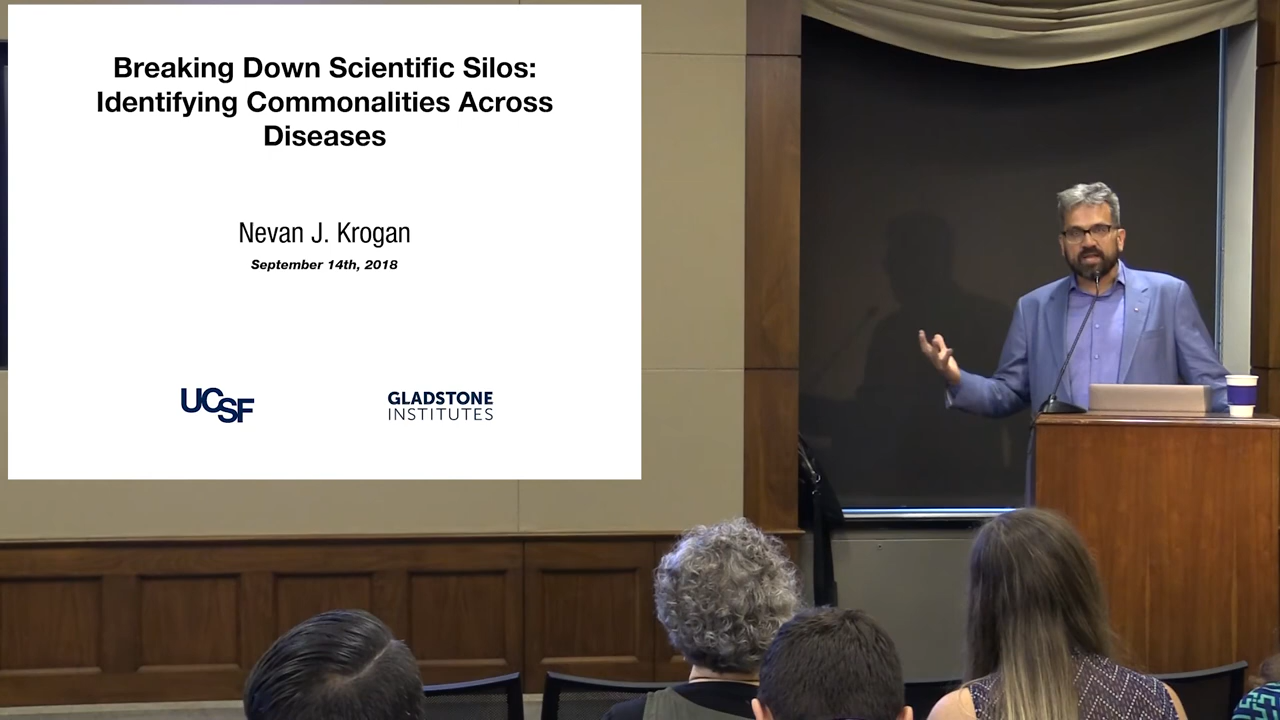 Breaking Down Scientific Silos:
Identifying Commonalities Across
Diseases
Nevan J. Krogan
September 14th, 2018
UCSF
GLADSTONE
INSTITUTES